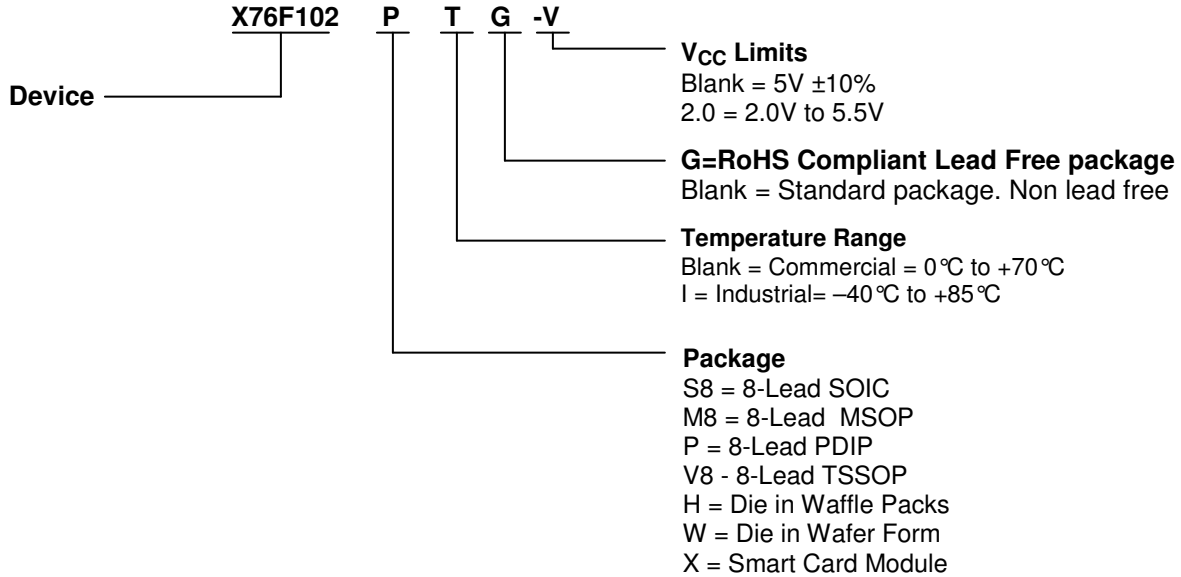 X76F102 P T G -V
Device
VCC Limits
Blank = 5V ±10%
2.0 = 2.0V to 5.5V
G=RoHS Compliant Lead Free package
Blank = Standard package. Non lead free
Temperature Range
Blank = Commercial = 0°C to +70°C
I = Industrial= –40°C to +85°C
Package
S8 = 8-Lead SOIC
M8 = 8-Lead MSOP
P = 8-Lead PDIP
V8 - 8-Lead TSSOP
H = Die in Waffle Packs
W = Die in Wafer Form
X = Smart Card Module